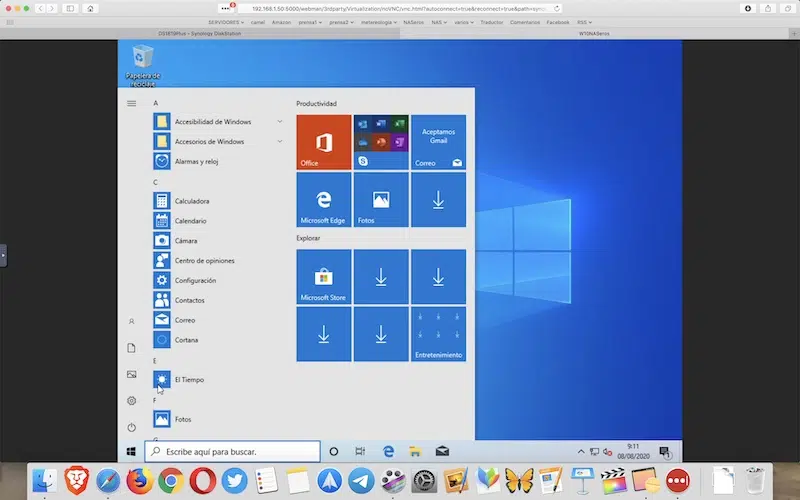 192.168.1.50:5000/webman/3rdparty/Virtualization/noVNC/vnc.html?autoconnect=true&reconnect=true&path=
SERVIDORES canel Amazon prensa1 prensa2 meteorologia NASeros NAS varios Traductor Comentarios Facebook RSS
DS1815Plus - Synology DiskStation
W10NASeros
Papelera de
reciclaje
A
Accesibilidad de Windows
Accesorios de Windows
Alarmas y reloj
C
Calculadora
Calendario
Cámara
Centro de opiniones
Configuración
Contactos
Correo
Cortana
E
El Tiempo
F
Fotos
G
Productividad
Office
Aceptamos
Gmail
Correo
Microsoft Edge
Fotos
Explorar
Microsoft Store
Entretenimiento
Escribe aquí para buscar.
9:11
08/08/2020